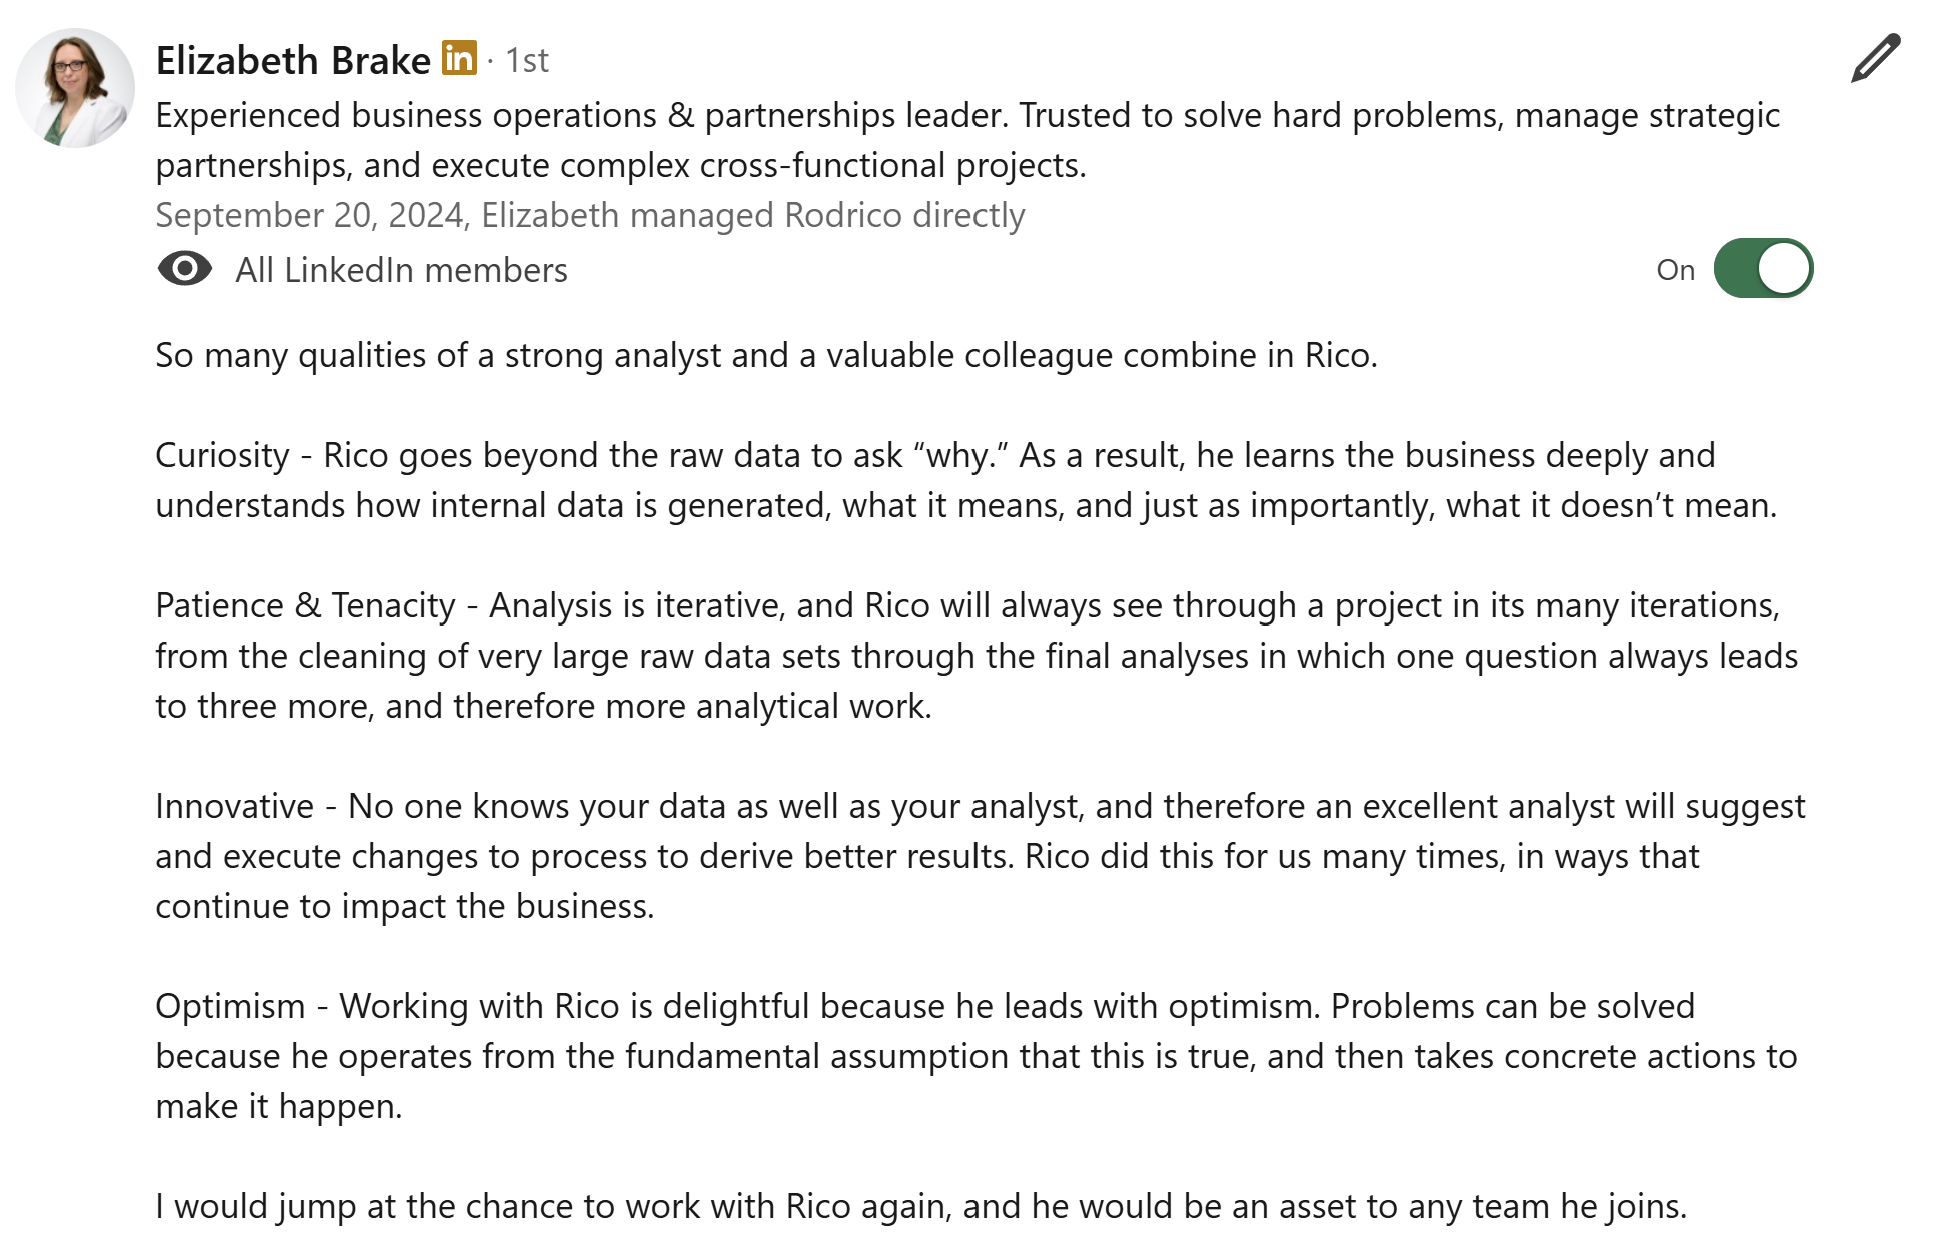 Elizabeth Brake in · 1st
Experienced business operations & partnerships leader. Trusted to solve hard problems, manage strategic
partnerships, and execute complex cross-functional projects.
September 20, 2024, Elizabeth managed Rodrico directly
All LinkedIn members
On
So many qualities of a strong analyst and a valuable colleague combine in Rico.
Curiosity - Rico goes beyond the raw data to ask “why.” As a result, he learns the business deeply and
understands how internal data is generated, what it means, and just as importantly, what it doesn’t mean.
Patience & Tenacity - Analysis is iterative, and Rico will always see through a project in its many iterations,
from the cleaning of very large raw data sets through the final analyses in which one question always leads
to three more, and therefore more analytical work.
Innovative - No one knows your data as well as your analyst, and therefore an excellent analyst will suggest
and execute changes to process to derive better results. Rico did this for us many times, in ways that
continue to impact the business.
Optimism - Working with Rico is delightful because he leads with optimism. Problems can be solved
because he operates from the fundamental assumption that this is true, and then takes concrete actions to
make it happen.
I would jump at the chance to work with Rico again, and he would be an asset to any team he joins.